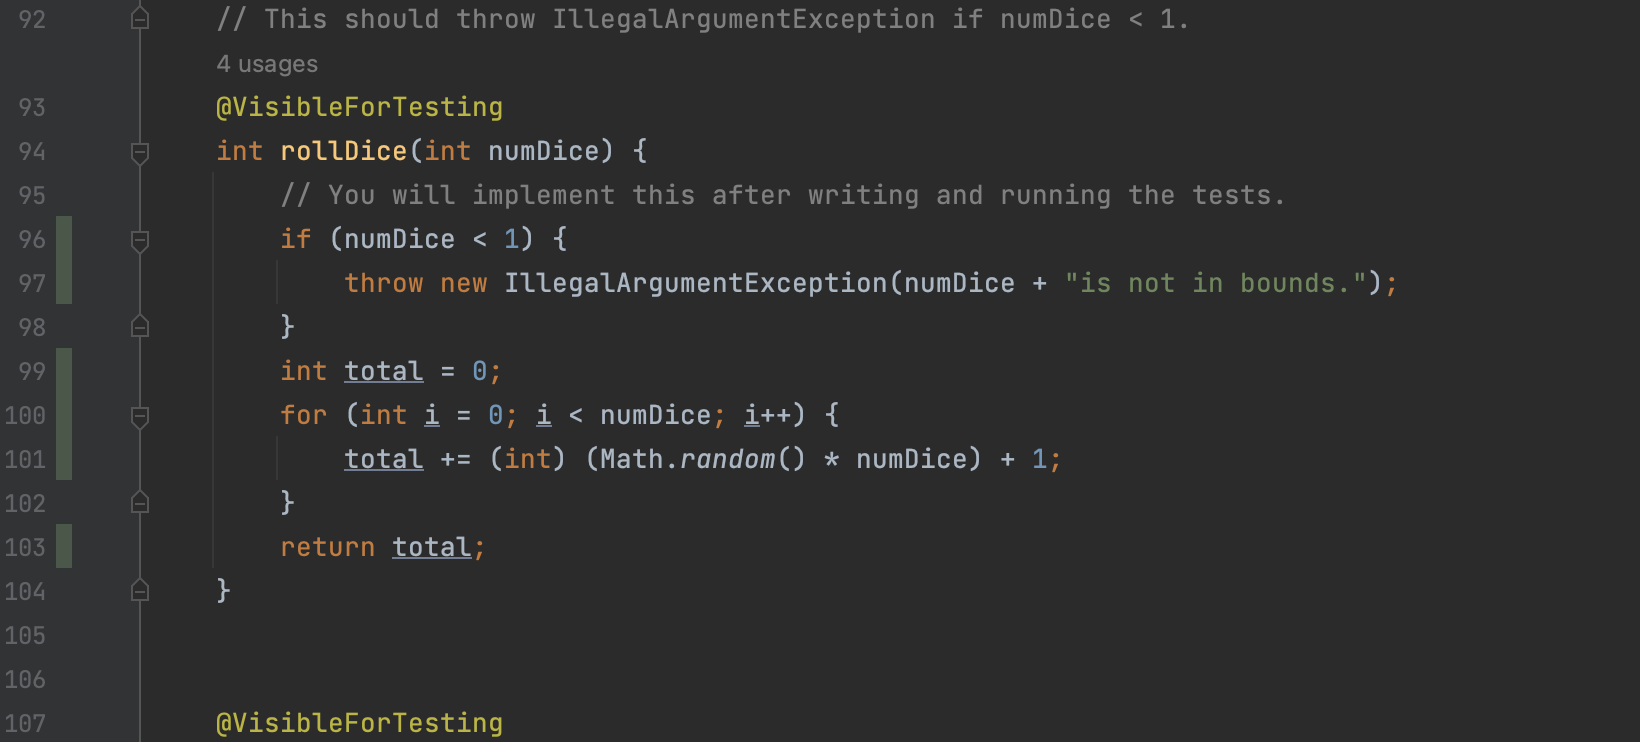 92 // This should throw IllegalArgumentException if numDice < 1.
4 usages
93 @VisibleForTesting
94 int rollDice(int numDice) {
95 // You will implement this after writing and running the tests.
96 if (numDice < 1) {
97 throw new IllegalArgumentException(numDice + "is not in bounds.");
98 }
99 int total = 0;
100 for (int i = 0; i < numDice; i++) {
101 total += (int) (Math.random() * numDice) + 1;
102 }
103 return total;
104 }
105
106
107 @VisibleForTesting